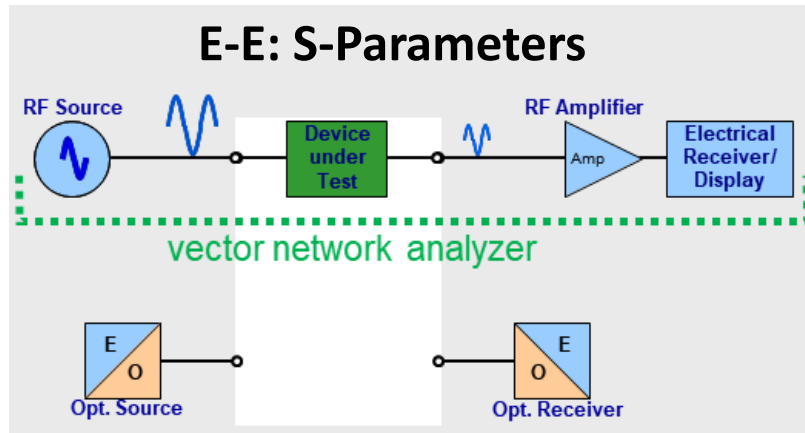 E-E: S-Parameters
RF Source
RF Amplifier
Device
under
Test
Amp
Electrical
Receiver/
Display
vector network analyzer
E
O
Opt. Source
E
O
Opt. Receiver